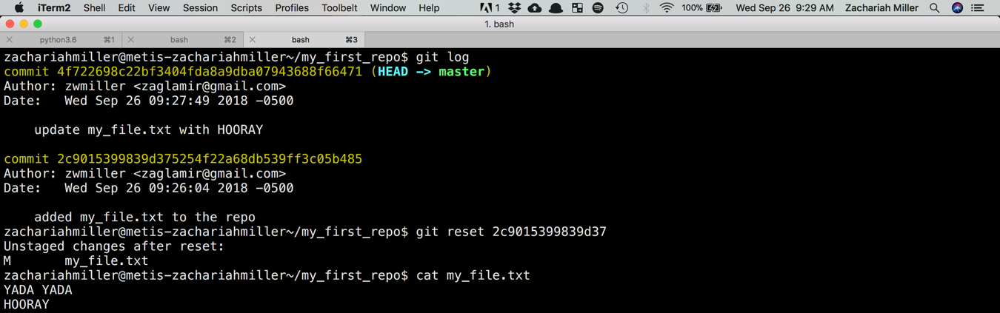 iTerm2 Shell Edit View Session Scripts Profiles Toolbelt Window Help 1 100% Wed Sep 26 9:29 AM Zachariah Miller
1. bash
python3.6 ⌘1 bash ⌘2 bash ⌘3
zachariahmiller@metis-zachariahmiller~/my_first_repo$ git log
commit 4f722698c22bf3404fda8a9dba07943688f66471 (HEAD -> master)
Author: zwmiller <zaglamir@gmail.com>
Date:   Wed Sep 26 09:27:49 2018 -0500
    update my_file.txt with HOORAY
commit 2c9015399839d375254f22a68db539ff3c05b485
Author: zwmiller <zaglamir@gmail.com>
Date:   Wed Sep 26 09:26:04 2018 -0500
    added my_file.txt to the repo
zachariahmiller@metis-zachariahmiller~/my_first_repo$ git reset 2c9015399839d37
Unstaged changes after reset:
M       my_file.txt
zachariahmiller@metis-zachariahmiller~/my_first_repo$ cat my_file.txt
YADA YADA
HOORAY